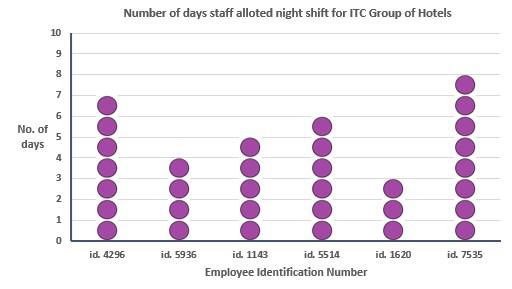 Number of days staff alloted night shift for ITC Group of Hotels
10
9
8
7
6
5
4
3
2
1
0
No. of
days
id. 4296 id. 5936 id. 1143 id. 5514 id. 1620 id. 7535
Employee Identification Number